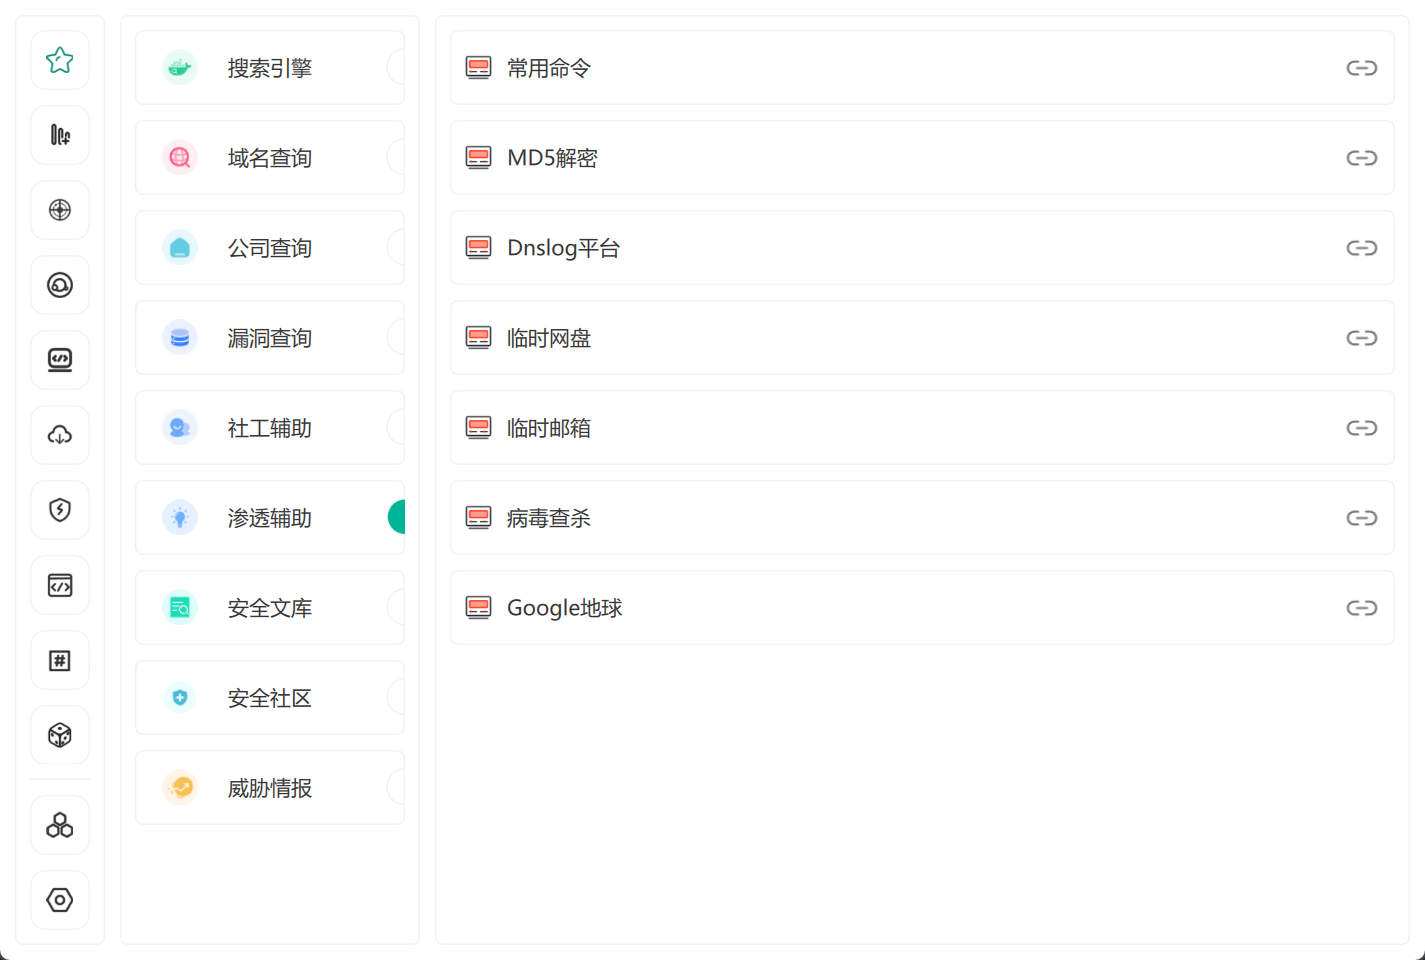 搜索引擎
域名查询
公司查询
漏洞查询
社工辅助
渗透辅助
安全文库
安全社区
威胁情报
常用命令
MD5解密
Dnslog平台
临时网盘
临时邮箱
病毒查杀
Google地球